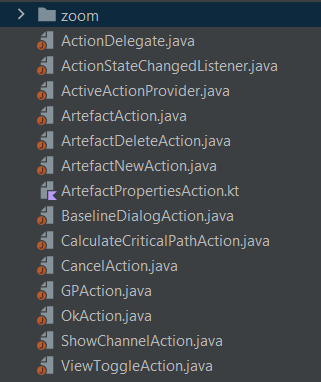 zoom
ActionDelegate.java
ActionStateChangedListener.java
ActiveActionProvider.java
ArtefactAction.java
ArtefactDeleteAction.java
ArtefactNewAction.java
ArtefactPropertiesAction.kt
BaselineDialogAction.java
CalculateCriticalPathAction.java
CancelAction.java
GPAction.java
OkAction.java
ShowChannelAction.java
ViewToggleAction.java